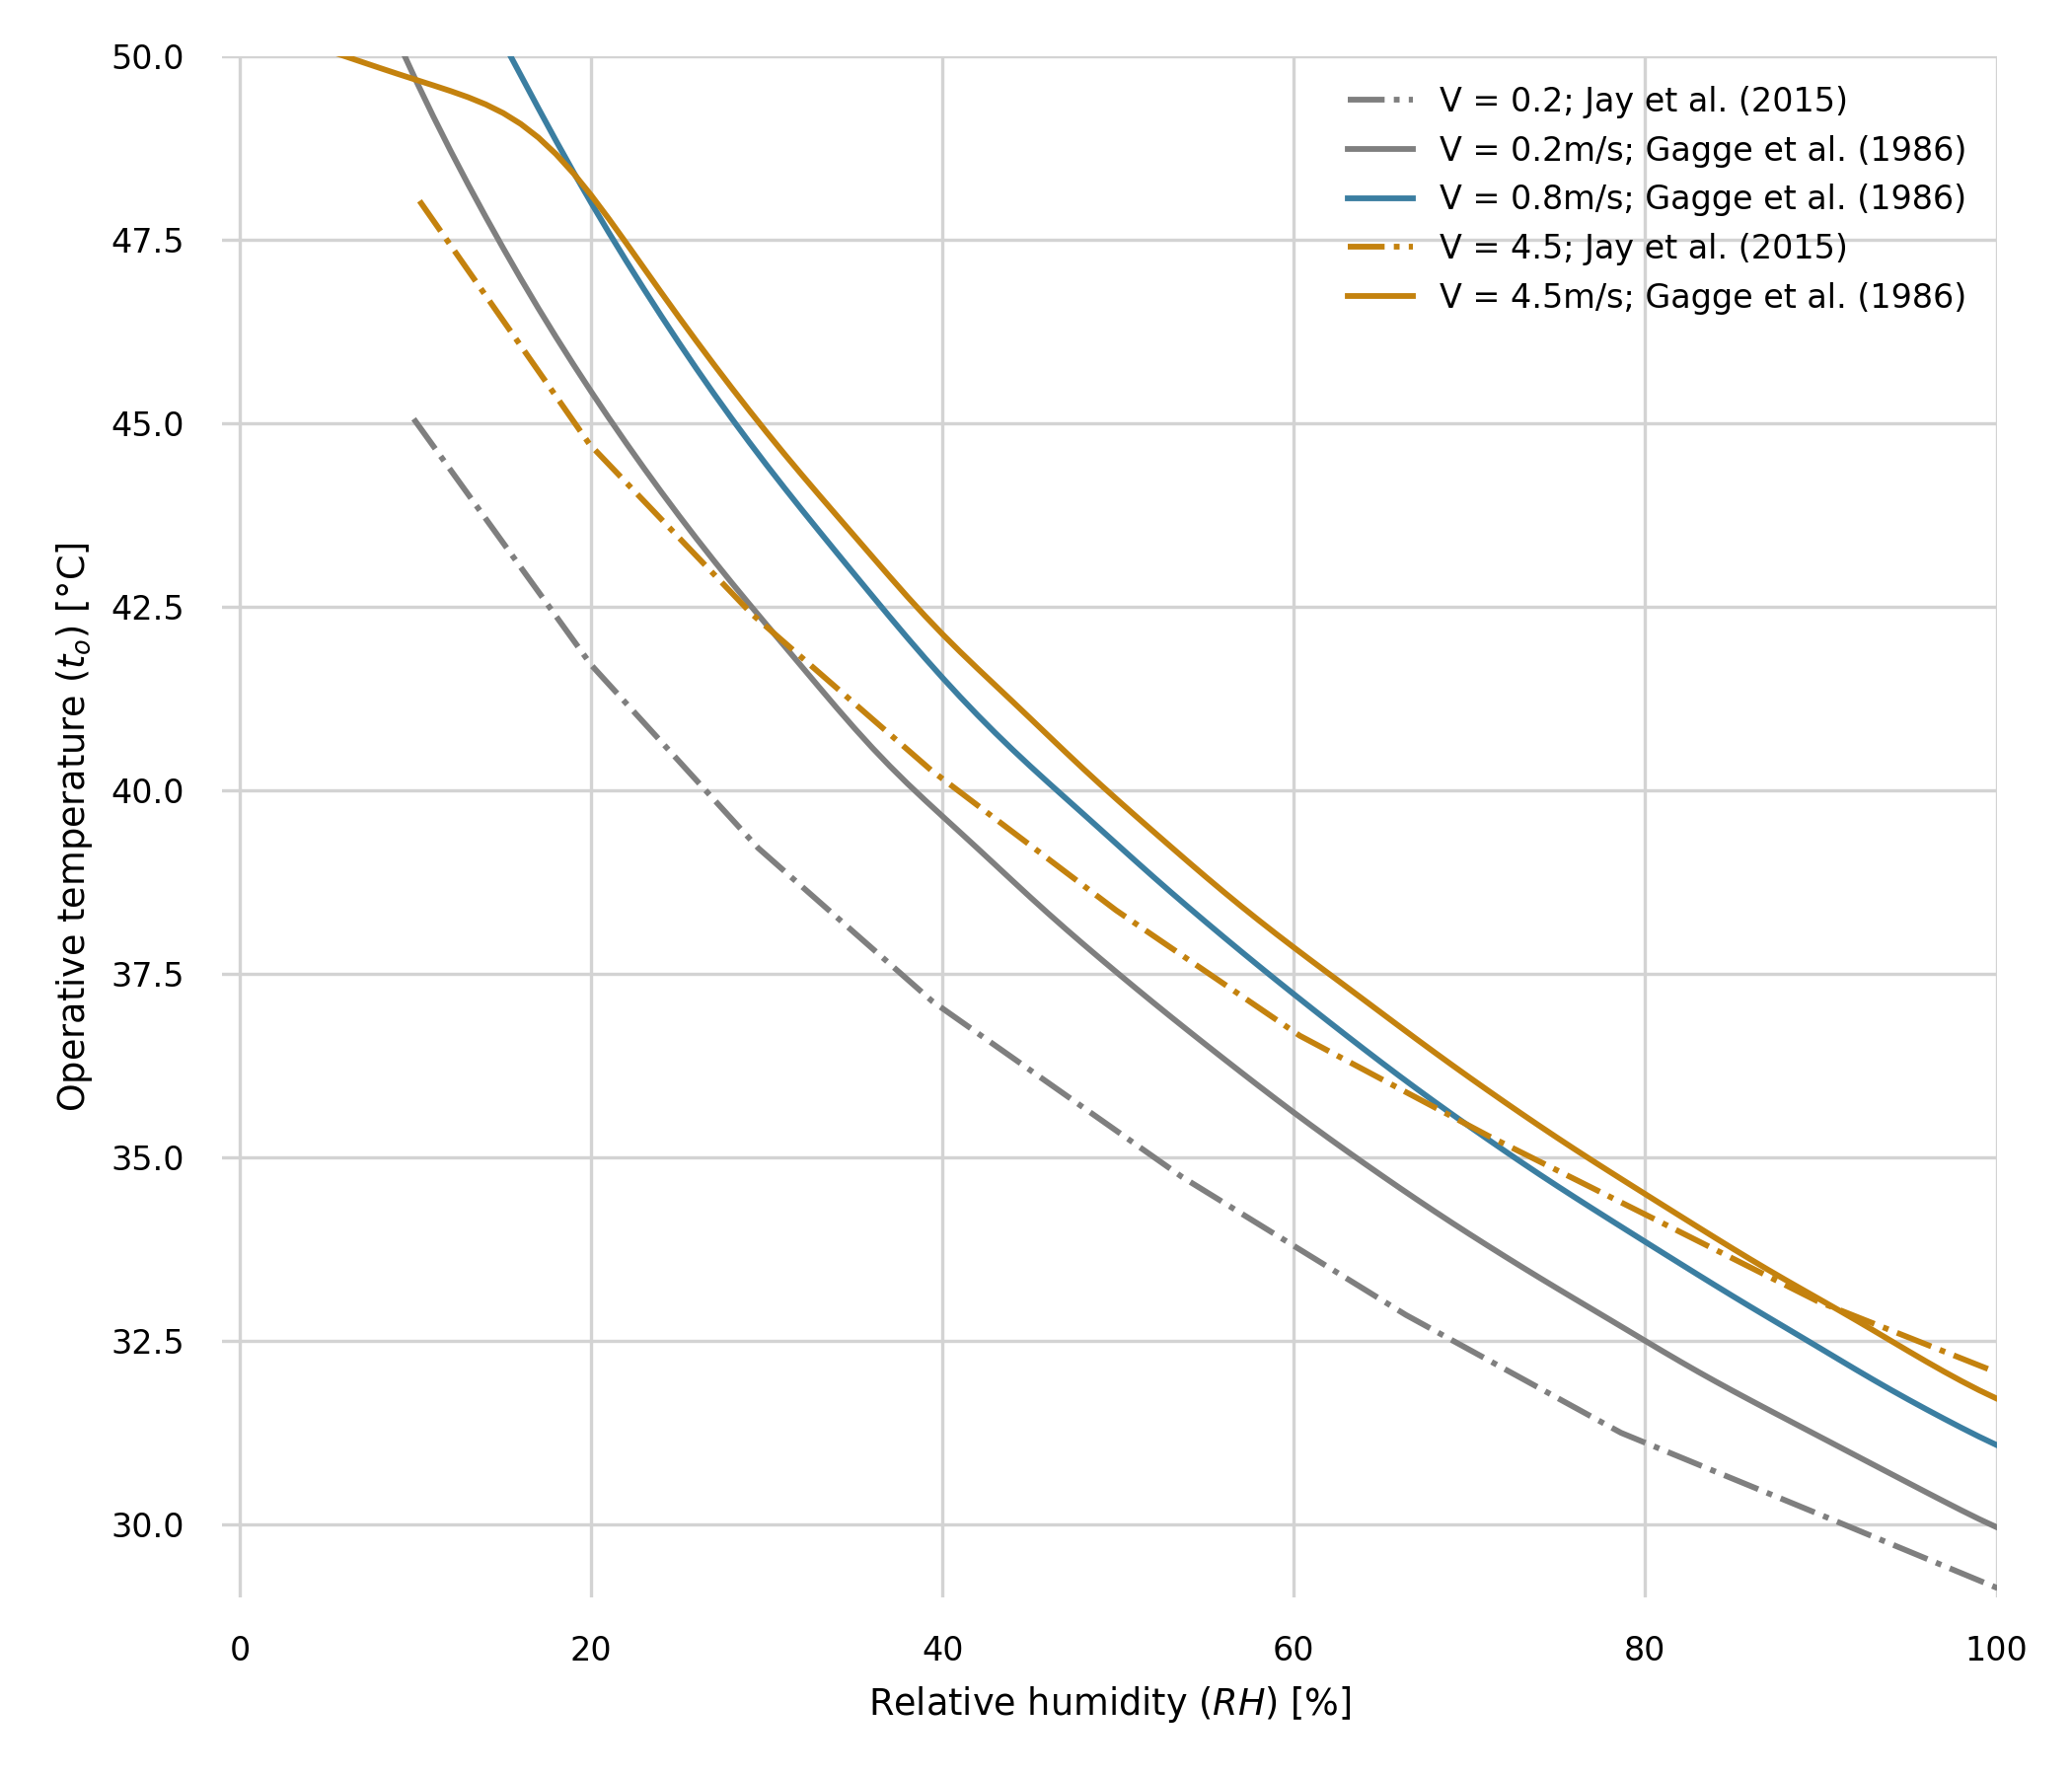 50.0
47.5
45.0
42.5
40.0
37.5
35.0
32.5
30.0
Operative temperature (tₒ) [°C]
V = 0.2; Jay et al. (2015)
V = 0.2m/s; Gagge et al. (1986)
V = 0.8m/s; Gagge et al. (1986)
V = 4.5; Jay et al. (2015)
V = 4.5m/s; Gagge et al. (1986)
0 20 40 60 80 100
Relative humidity (RH) [%]